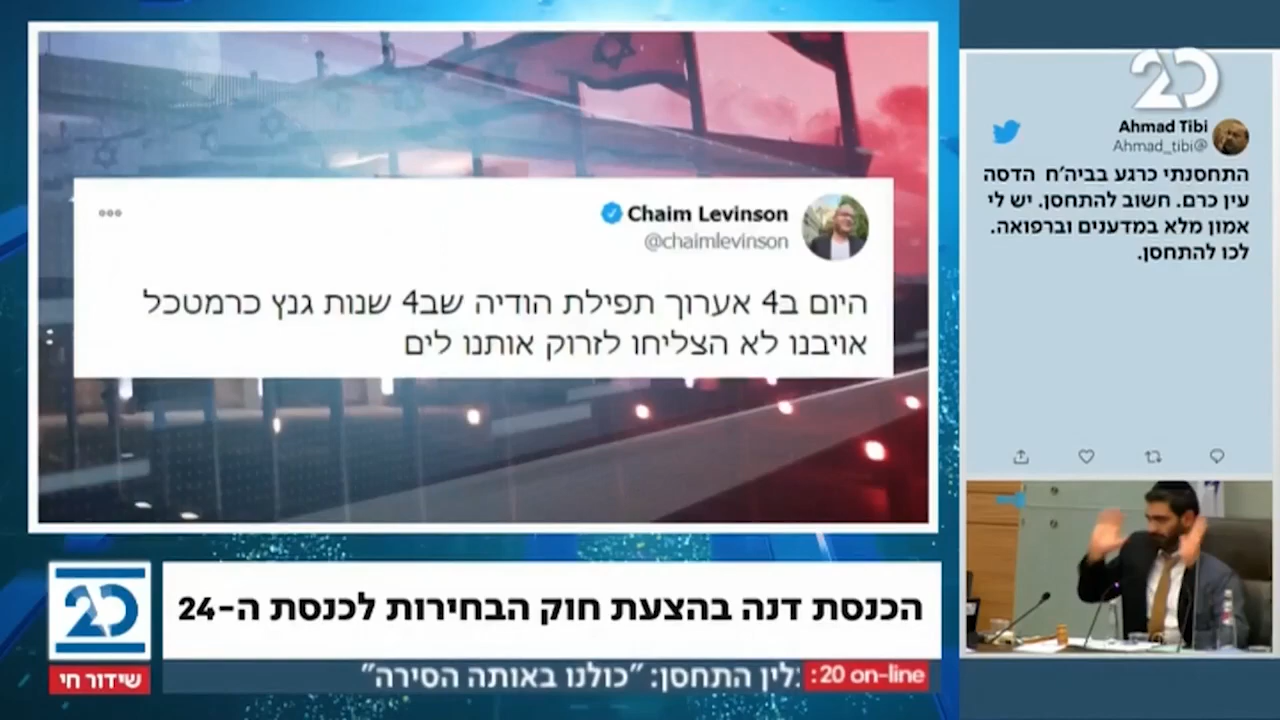 Chaim Levinson
@chaimlevinson
היום ב4 אערוך תפילת הודיה שב4 שנות גנץ כרמטכל
אויבנו לא הצליחו לזרוק אותנו לים
20
Ahmad Tibi
@Ahmad_tibi
התחסנתי כרגע בביה'ח הדסה
עין כרם. חשוב להתחסן. יש לי
אמון מלא במדענים וברפואה.
לכו להתחסן.
20
הכנסת דנה בהצעת חוק הבחירות לכנסת ה-24
שידור חי
20 on-line:
התחסן: "כולנו באותה הסירה"